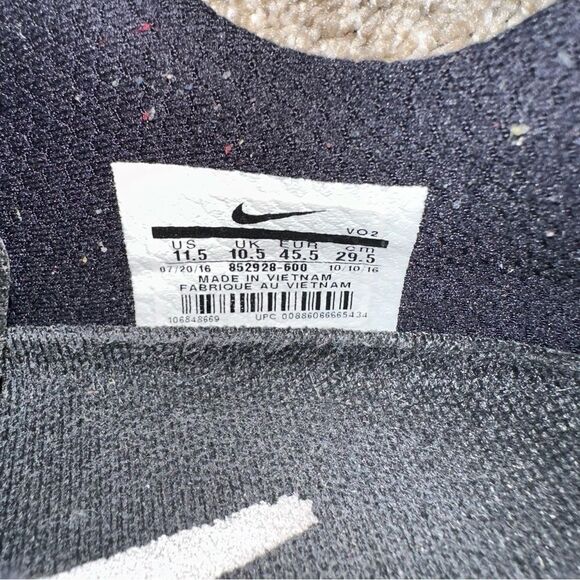 VO2
US UK EUR cm
11.5 10.5 45.5 29.5
07/20/16 852928-600 10/10/16
MADE IN VIETNAM
FABRIQUE AU VIETNAM
106848669 UPC 00886066665434